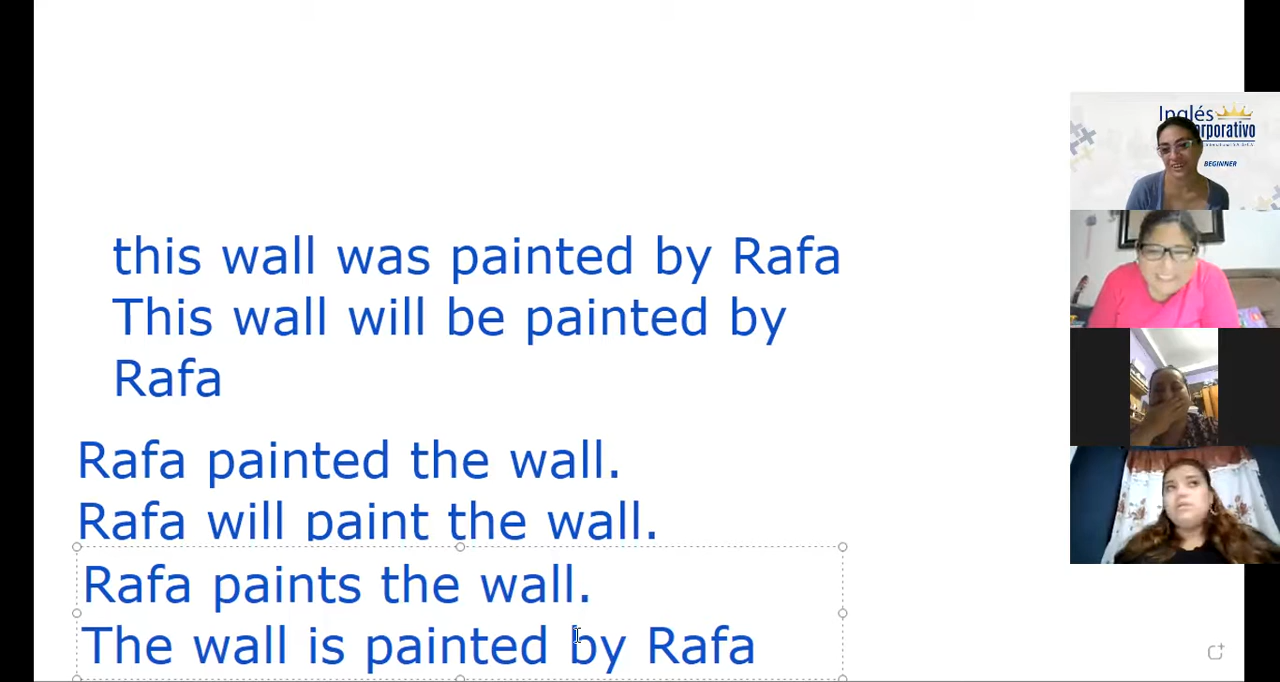 this wall was painted by Rafa
This wall will be painted by
Rafa
Rafa painted the wall.
Rafa will paint the wall.
Rafa paints the wall.
The wall is painted by Rafa
Inglés
BEGINNER